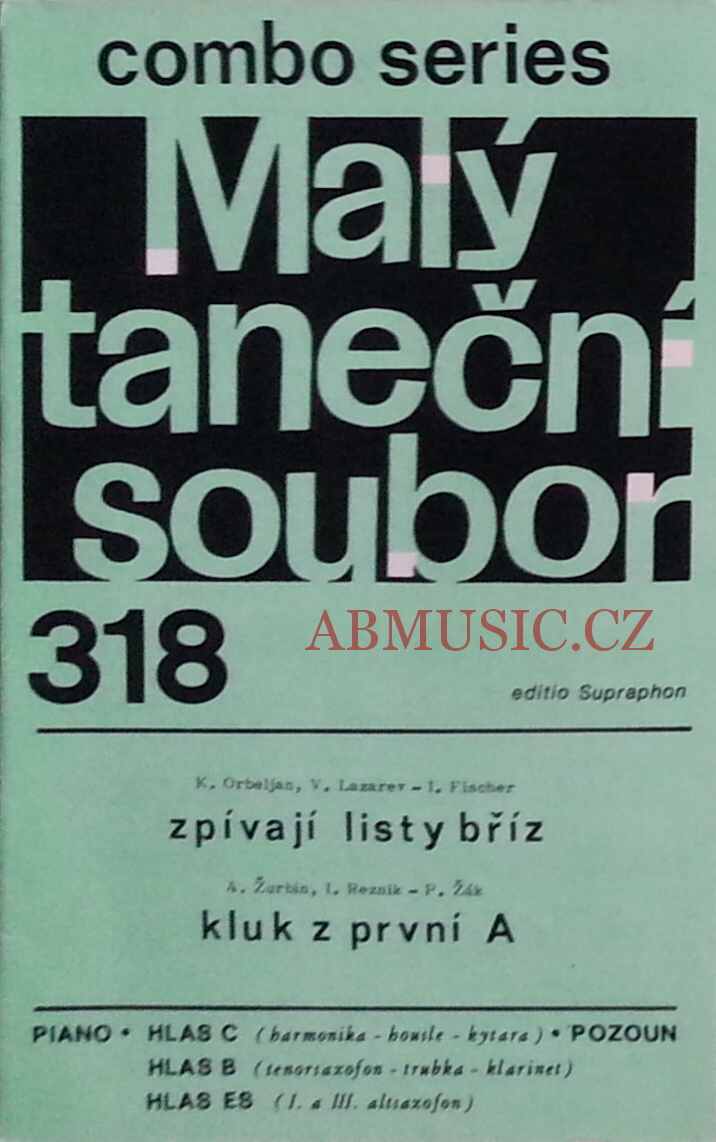 combo series
Malý
taneční
soubor
318
ABMUSIC.CZ
editio Supraphon
K. Orbeljan, V. Lazarev - I. Fischer
zpívají listy bříz
A. Žurbin, I. Reznik - P. Žák
kluk z první A
PIANO • HLAS C (harmonika - housle - kytara) • POZOUN
HLAS B (tenorsaxofon - trubka - klarinet)
HLAS ES (I. a III. altsaxofon)